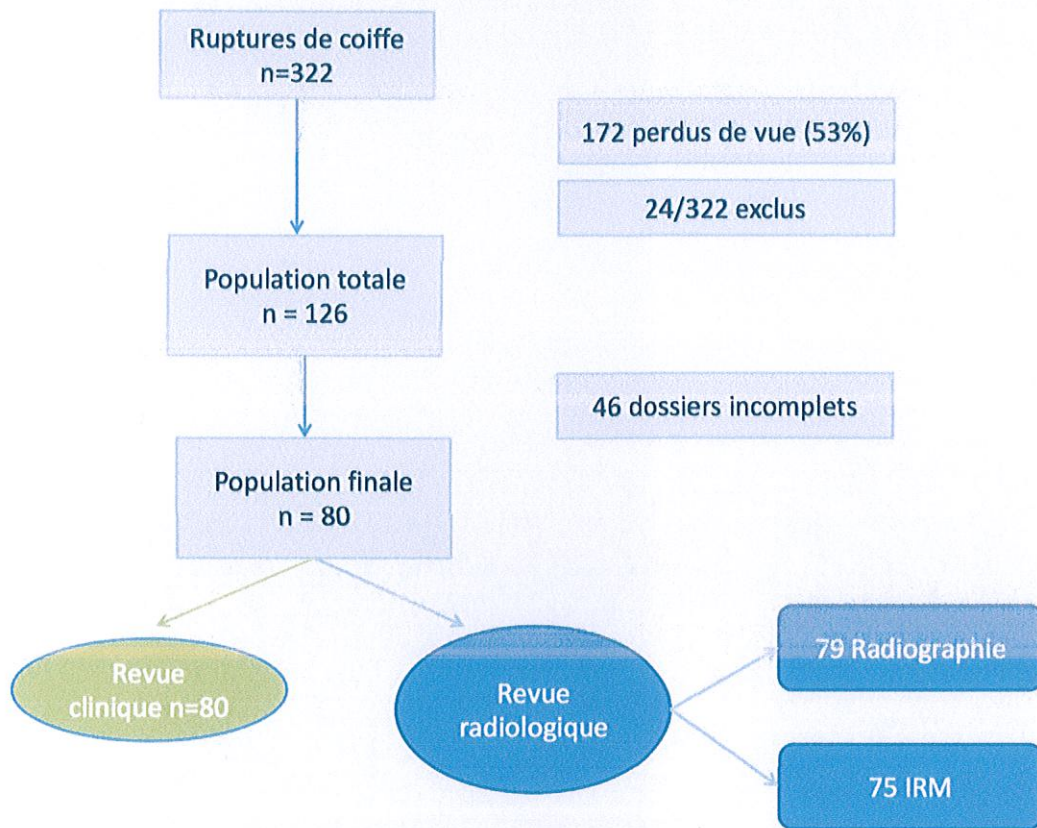 Ruptures de coiffe
n=322
172 perdus de vue (53%)
24/322 exclus
Population totale
n = 126
46 dossiers incomplets
Population finale
n = 80
Revue
clinique n=80
Revue
radiologique
79 Radiographie
75 IRM